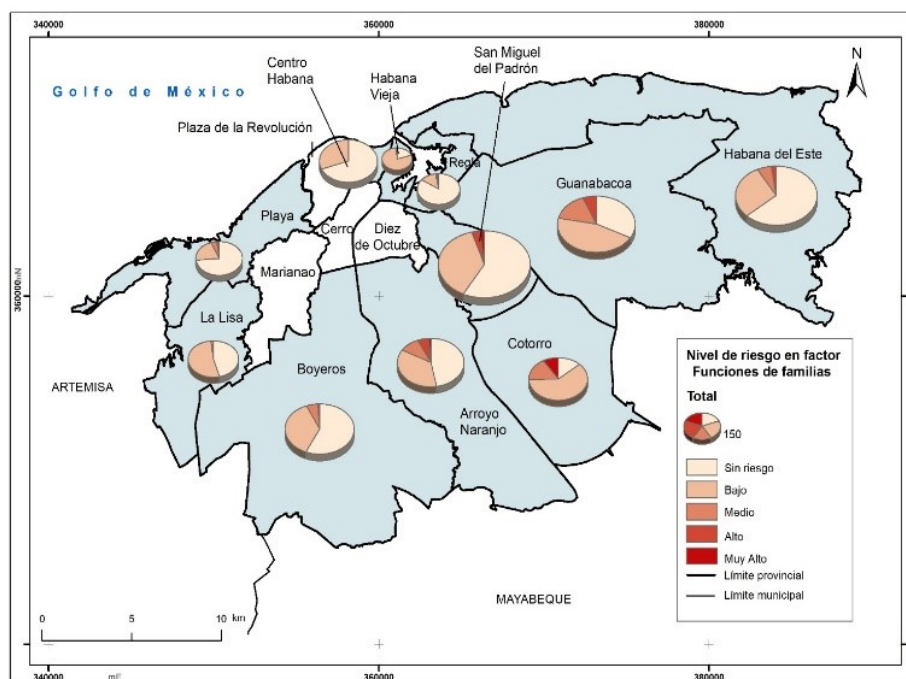 400000
360000
380000
San Miguel
del Padrón
Centro
Habana
Habana
Vieja
N
Golfo de México
Plaza de la Revolución
Regla
Habana del Este
Guanabacoa
Playa
Cerro
Diez
de Octubre
Marianao
360000
La Lisa
Cotorro
Boyeros
ARTEMISA
Arroyo
Naranjo
Nivel de riesgo en factor
Funciones de familias
Total
150
Sin riesgo
Bajo
Medio
Alto
Muy Alto
Límite provincial
Límite municipal
MAYABEQUE
0 5 10 km
340000
360000
380000